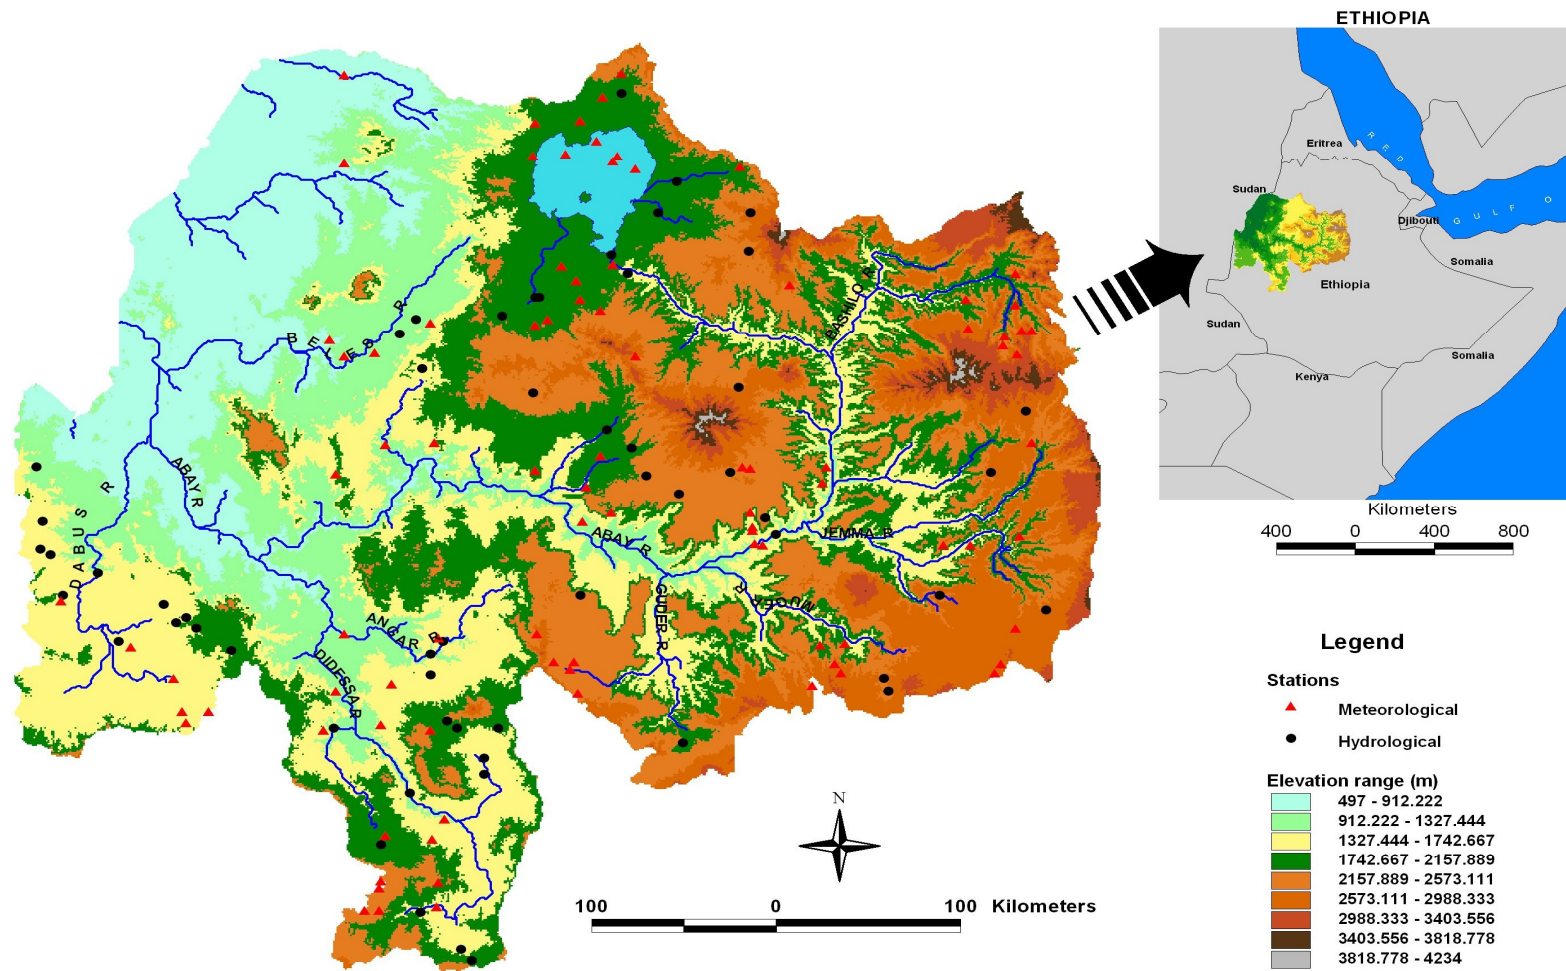 ETHIOPIA
RED
Eritrea
Sudan
Djibouti
GULF O
Somalia
Ethiopia
Sudan
Somalia
Kenya
Kilometers
400 0 400 800
BELES R
BASHILO R
ABAY R
DABUS R
ABAY R
JEMMA R
GUDER R
MUGER R
ANGAR R
DIDESSA R
N
100 0 100 Kilometers
Legend
Stations
Meteorological
Hydrological
Elevation range (m)
497 - 912.222
912.222 - 1327.444
1327.444 - 1742.667
1742.667 - 2157.889
2157.889 - 2573.111
2573.111 - 2988.333
2988.333 - 3403.556
3403.556 - 3818.778
3818.778 - 4234